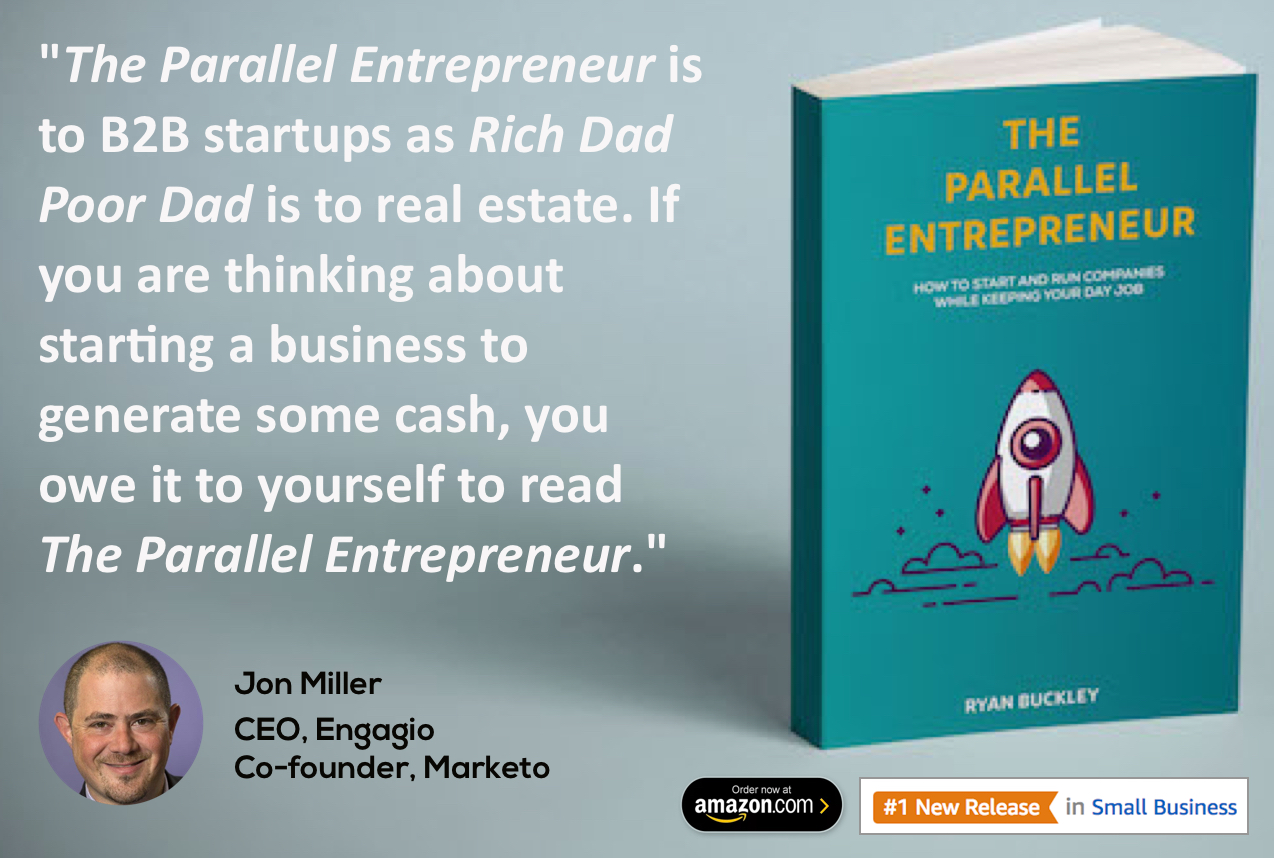 "The Parallel Entrepreneur is
to B2B startups as Rich Dad
Poor Dad is to real estate. If
you are thinking about
starting a business to
generate some cash, you
owe it to yourself to read
The Parallel Entrepreneur."
Jon Miller
CEO, Engagio
Co-founder, Marketo
THE
PARALLEL
ENTREPRENEUR
HOW TO START AND RUN COMPANIES
WHILE KEEPING YOUR DAY JOB
RYAN BUCKLEY
Order now at
amazon.com >
#1 New Release in Small Business